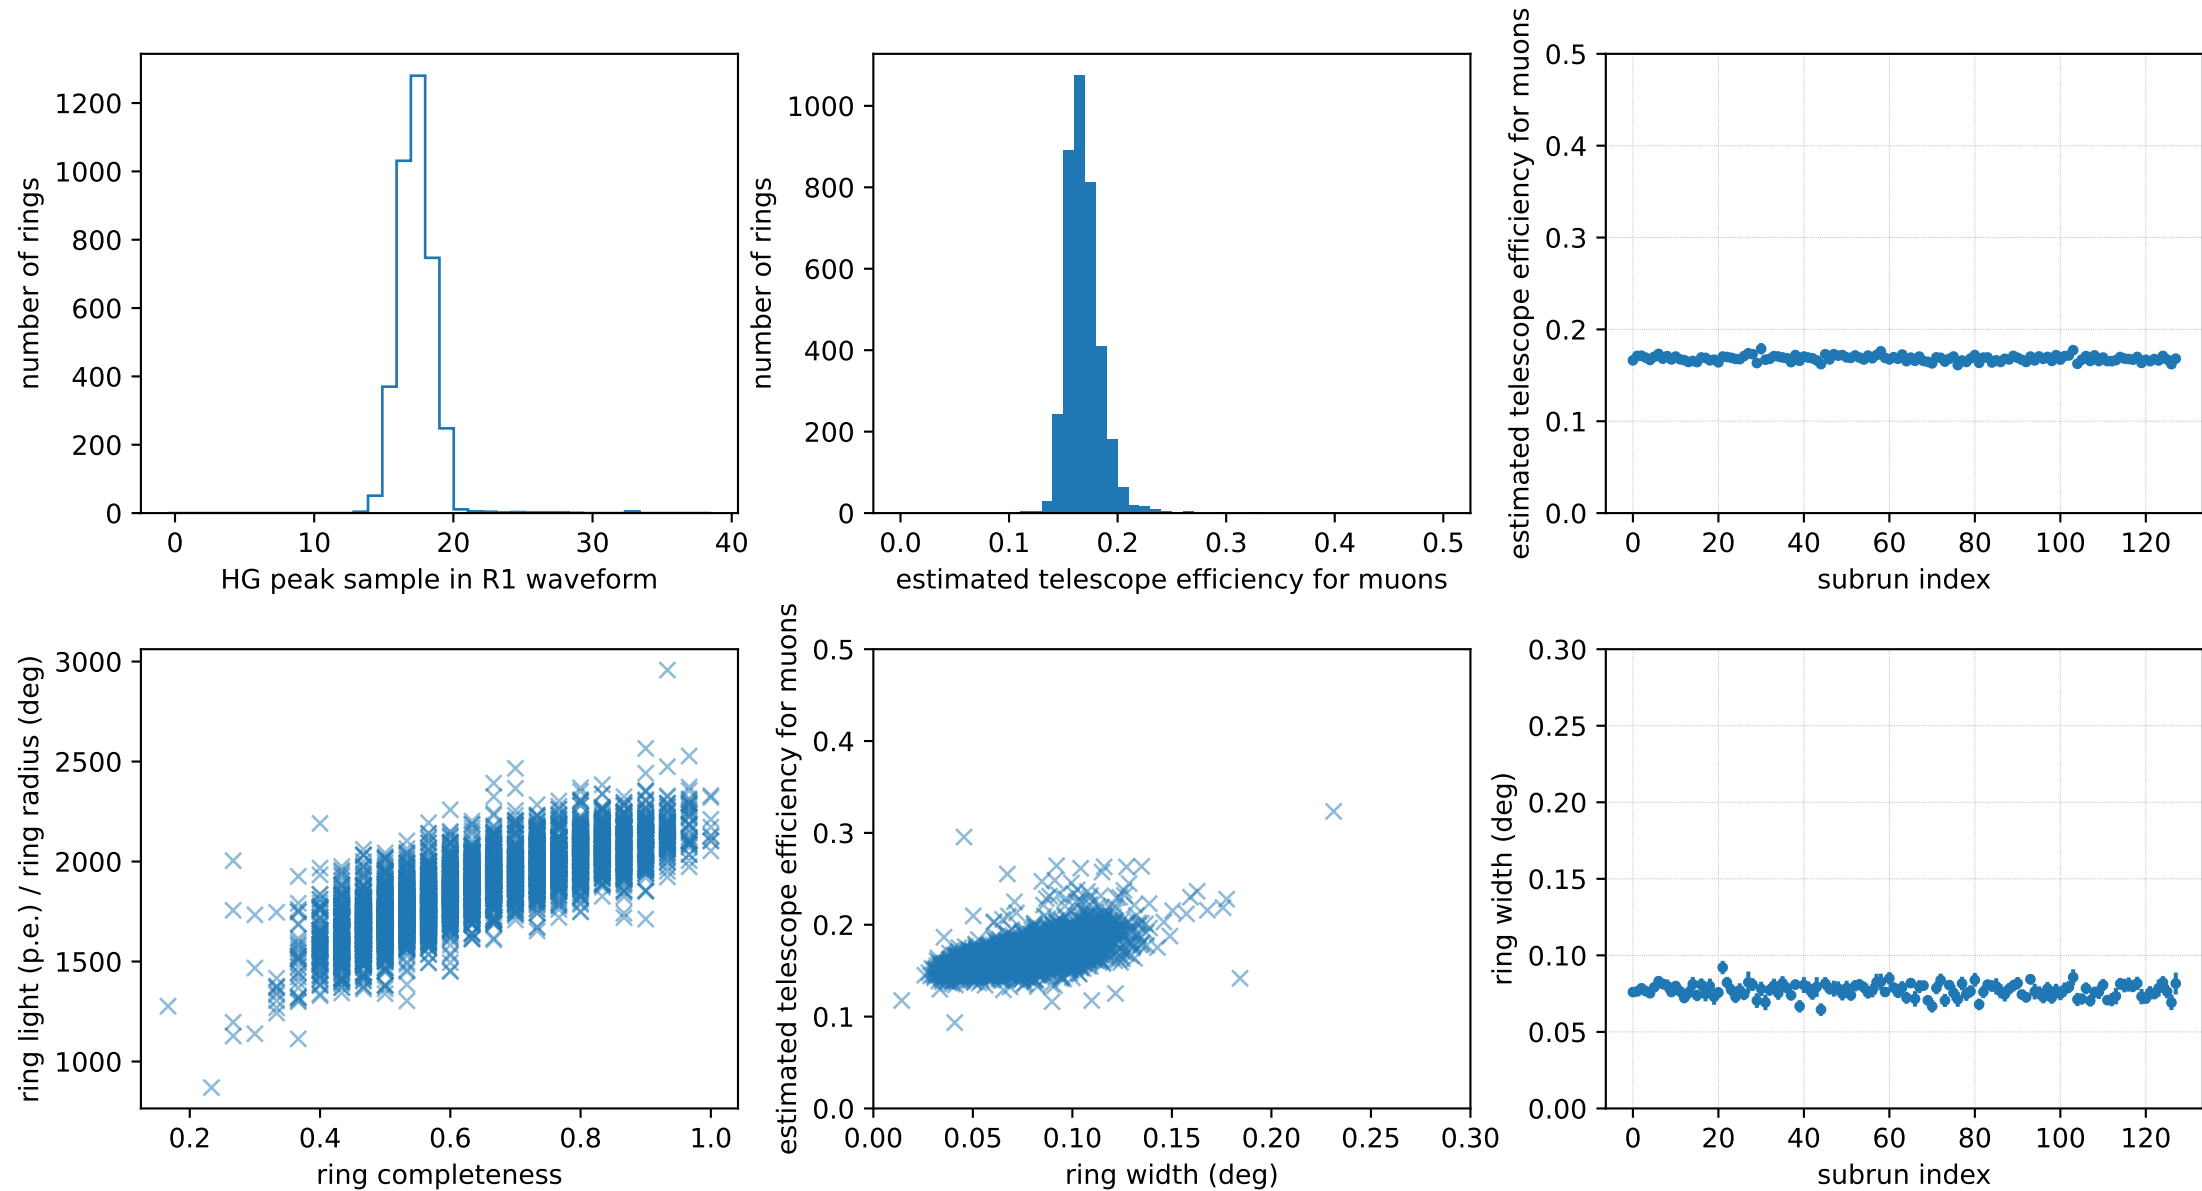 number of rings
1200
1000
800
600
400
200
0
0 10 20 30 40
HG peak sample in R1 waveform
number of rings
1000
800
600
400
200
0
0.0 0.1 0.2 0.3 0.4 0.5
estimated telescope efficiency for muons
estimated telescope efficiency for muons
0.5
0.4
0.3
0.2
0.1
0.0
0 20 40 60 80 100 120
subrun index
ring light (p.e.) / ring radius (deg)
3000
2500
2000
1500
1000
0.2 0.4 0.6 0.8 1.0
ring completeness
estimated telescope efficiency for muons
0.5
0.4
0.3
0.2
0.1
0.0
0.00 0.05 0.10 0.15 0.20 0.25 0.30
ring width (deg)
ring width (deg)
0.30
0.25
0.20
0.15
0.10
0.05
0.00
0 20 40 60 80 100 120
subrun index